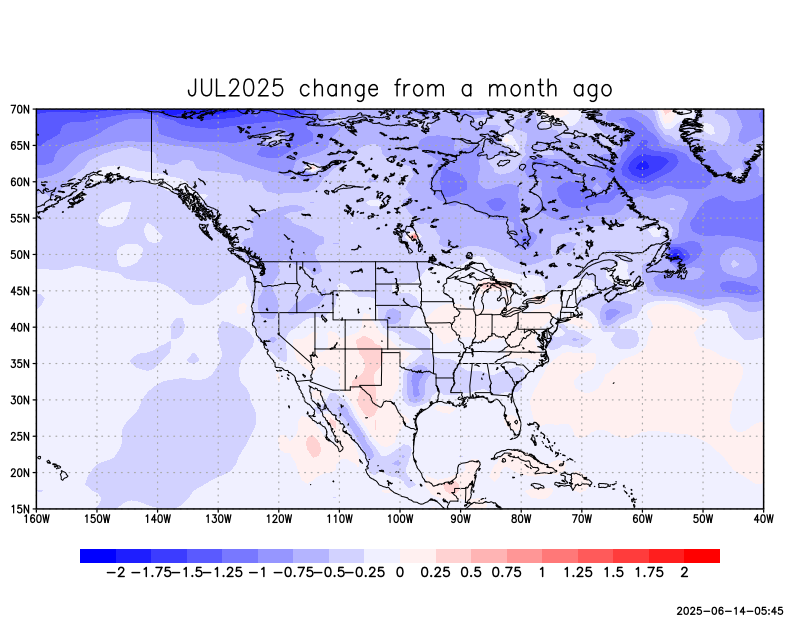 JUL2025 change from a month ago
70N
65N
60N
55N
50N
45N
40N
35N
30N
25N
20N
15N
160W 150W 140W 130W 120W 110W 100W 90W 80W 70W 60W 50W 40W
−2 −1.75 −1.5 −1.25 −1 −0.75 −0.5 −0.25 0 0.25 0.5 0.75 1 1.25 1.5 1.75 2
2025-06-14-05:45